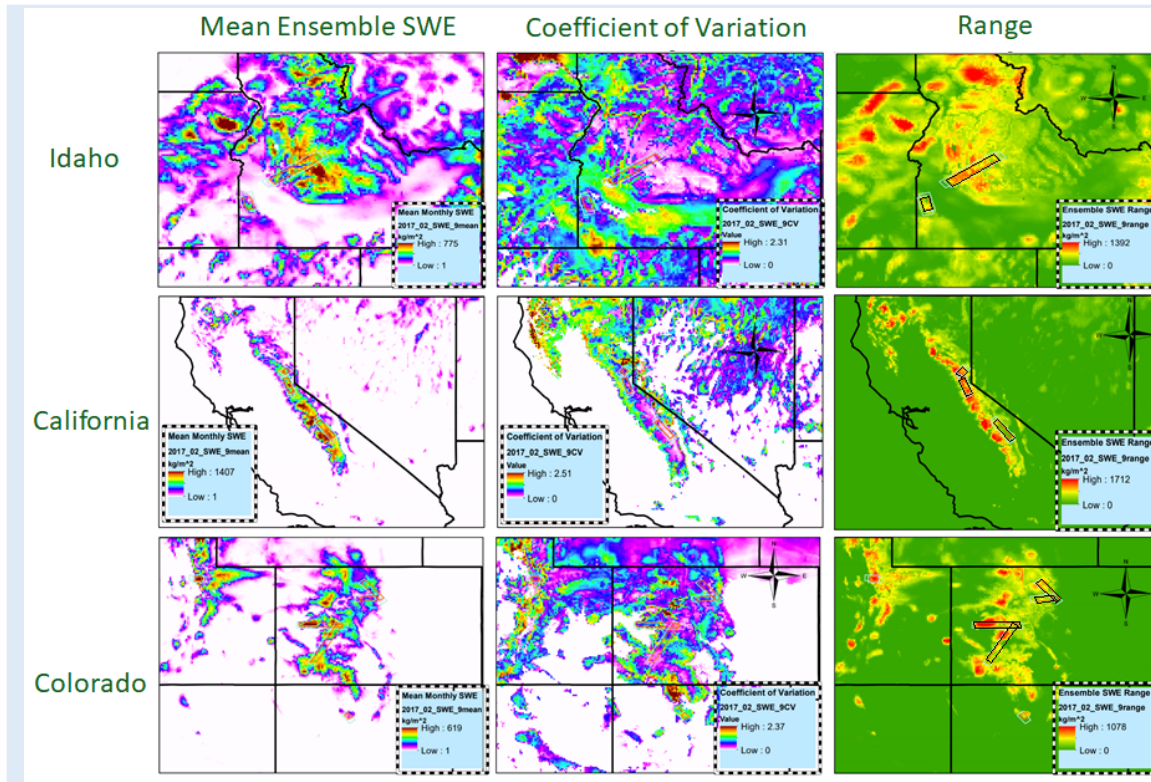 Mean Ensemble SWE
Coefficient of Variation
Range
Idaho
Mean Monthly SWE
2017_02_SWE_9mean
kg/m^2
High : 775
Low : 1
Coefficient of Variation
2017_02_SWE_9CV
Value
High : 2.31
Low : 0
N
W
E
Ensemble SWE Range
2017_02_SWE_9range
kg/m^2
High : 1392
Low : 0
California
Mean Monthly SWE
2017_02_SWE_9mean
kg/m^2
High : 1407
Low : 1
Coefficient of Variation
2017_02_SWE_9CV
Value
High : 2.51
Low : 0
N
W
E
Ensemble SWE Range
2017_02_SWE_9range
kg/m^2
High : 1712
Low : 0
Colorado
Mean Monthly SWE
2017_02_SWE_9mean
kg/m^2
High : 619
Low : 1
N
W
E
S
Coefficient of Variation
2017_02_SWE_9CV
Value
High : 2.37
Low : 0
N
W
E
S
Ensemble SWE Range
2017_02_SWE_9range
kg/m^2
High : 1078
Low : 0